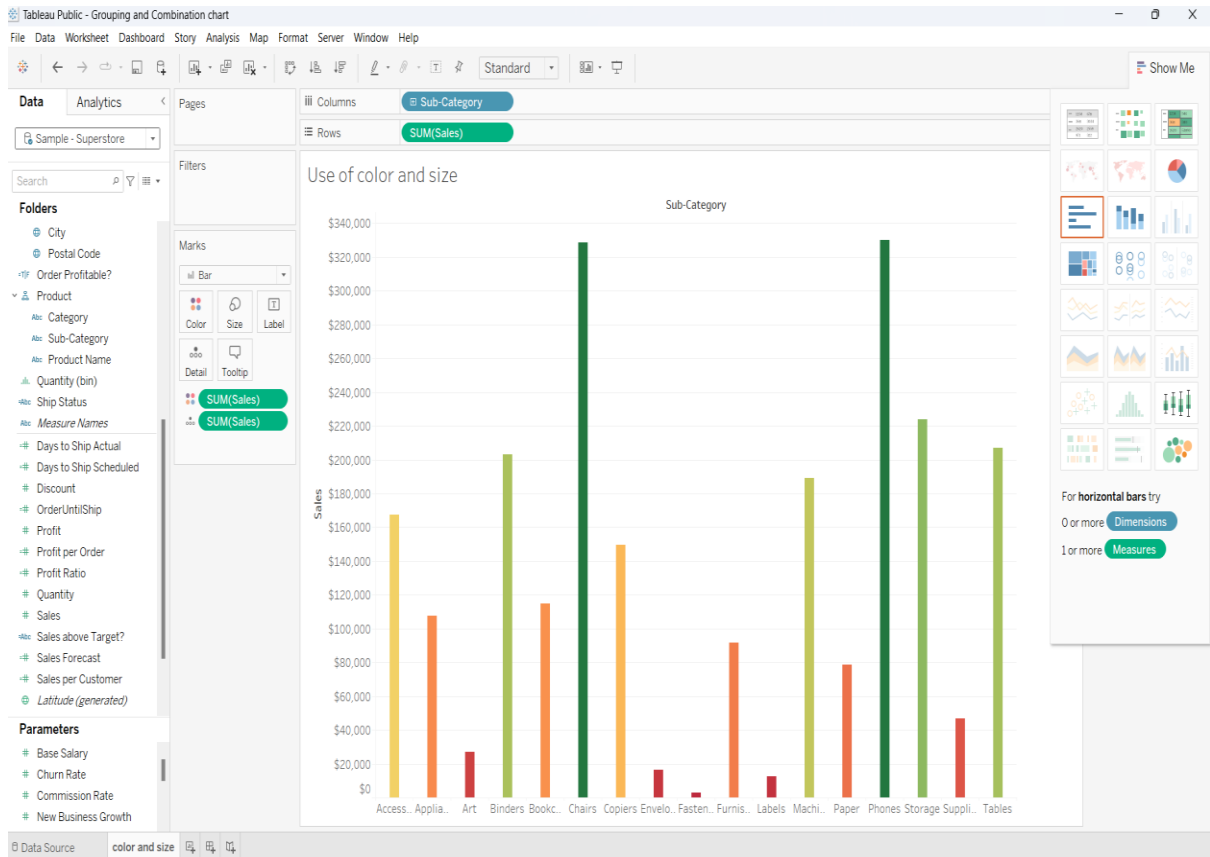 Tableau Public - Grouping and Combination chart
File Data Worksheet Dashboard Story Analysis Map Format Server Window Help
Standard
Show Me
Data Analytics
Sample - Superstore
Search
Folders
City
Postal Code
Order Profitable?
Product
Abc Category
Abc Sub-Category
Abc Product Name
Quantity (bin)
Abc Ship Status
Abc Measure Names
Days to Ship Actual
Days to Ship Scheduled
Discount
OrderUntilShip
Profit
Profit per Order
Profit Ratio
Quantity
Sales
Abc Sales above Target?
Sales Forecast
Sales per Customer
Latitude (generated)
Parameters
Base Salary
Churn Rate
Commission Rate
New Business Growth
Pages
Filters
Marks
Bar
Color Size Label
Detail Tooltip
SUM(Sales)
SUM(Sales)
Columns Sub-Category
Rows SUM(Sales)
Use of color and size
Sub-Category
$340,000
$320,000
$300,000
$280,000
$260,000
$240,000
$220,000
$200,000
$180,000
$160,000
$140,000
$120,000
$100,000
$80,000
$60,000
$40,000
$20,000
$0
Sales
Access.. Applia.. Art Binders Bookc.. Chairs Copiers Envelo.. Fasten.. Furnis.. Labels Machi.. Paper Phones Storage Suppli.. Tables
For horizontal bars try
0 or more Dimensions
1 or more Measures
Data Source color and size